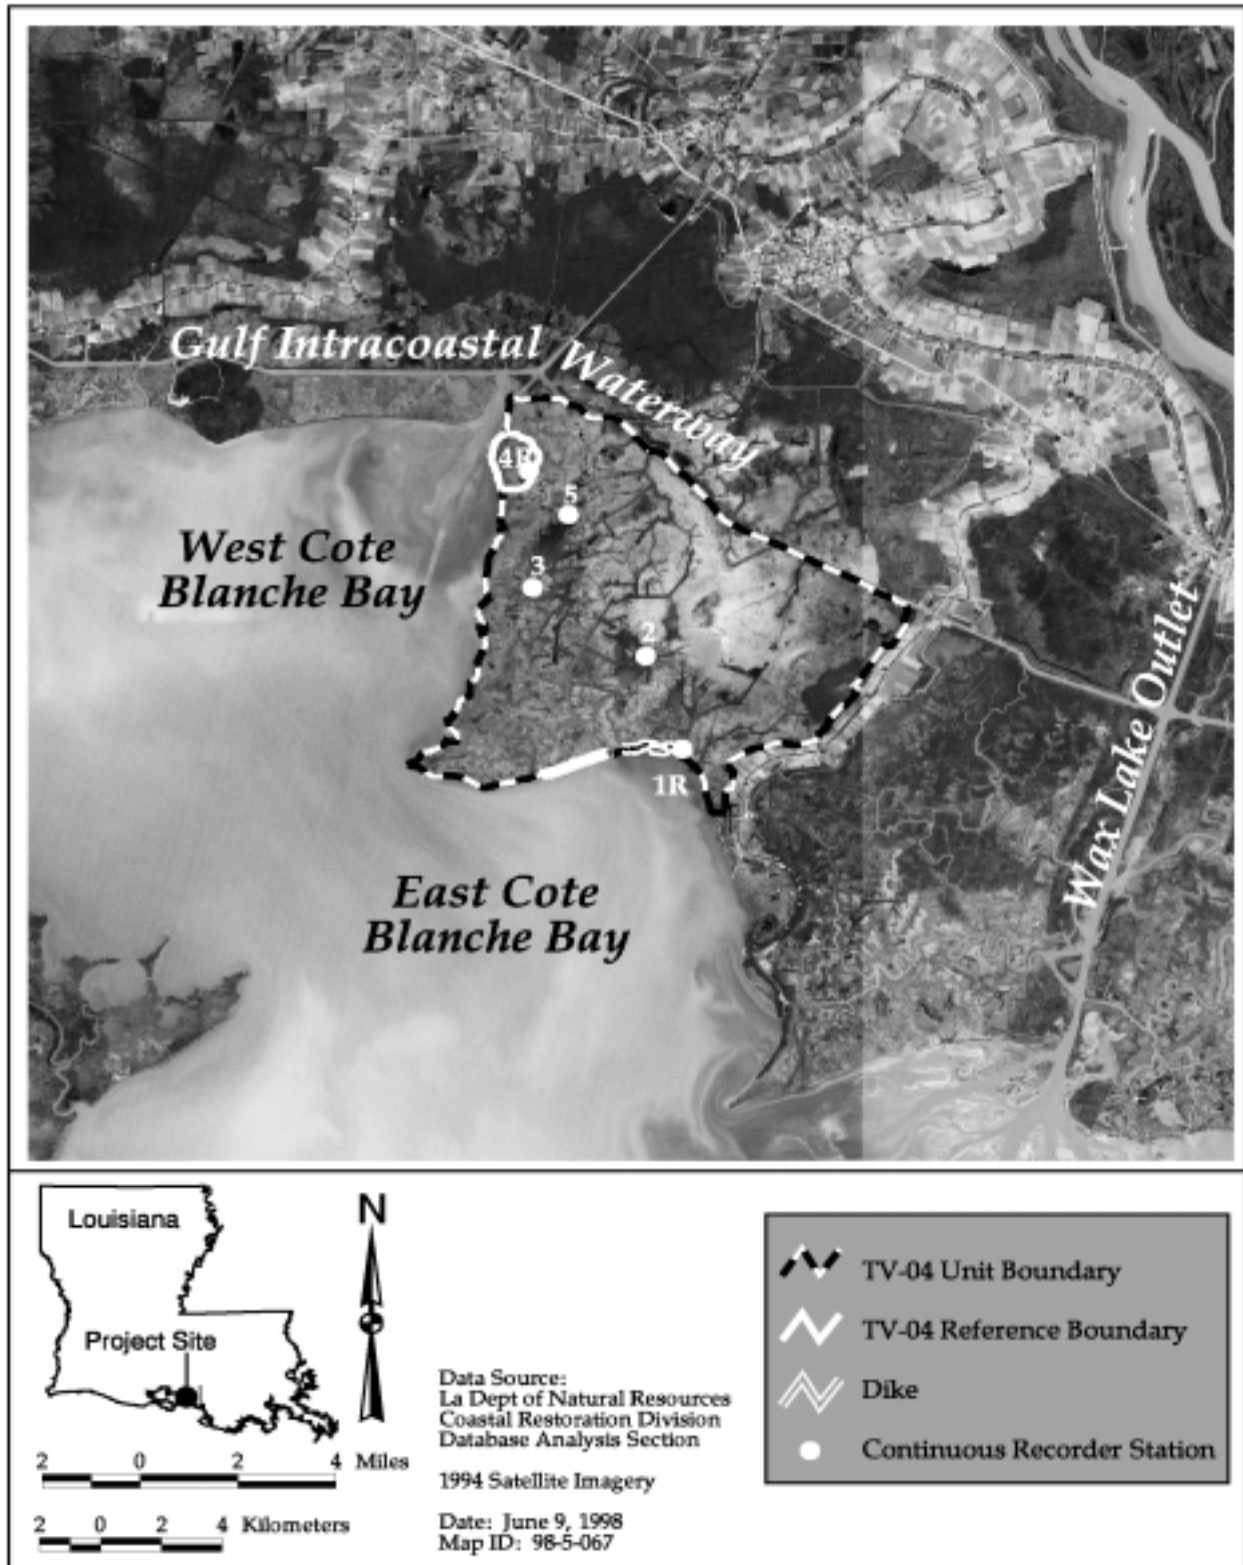 Gulf Intracoastal Waterway
4R
5
West Cote
Blanche Bay
3
2
Wax Lake Outlet
1R
East Cote
Blanche Bay
Louisiana
Project Site
N
2 0 2 4 Miles
2 0 2 4 Kilometers
Data Source:
La Dept of Natural Resources
Coastal Restoration Division
Database Analysis Section
1994 Satellite Imagery
Date: June 9, 1998
Map ID: 98-5-067
TV-04 Unit Boundary
TV-04 Reference Boundary
Dike
Continuous Recorder Station